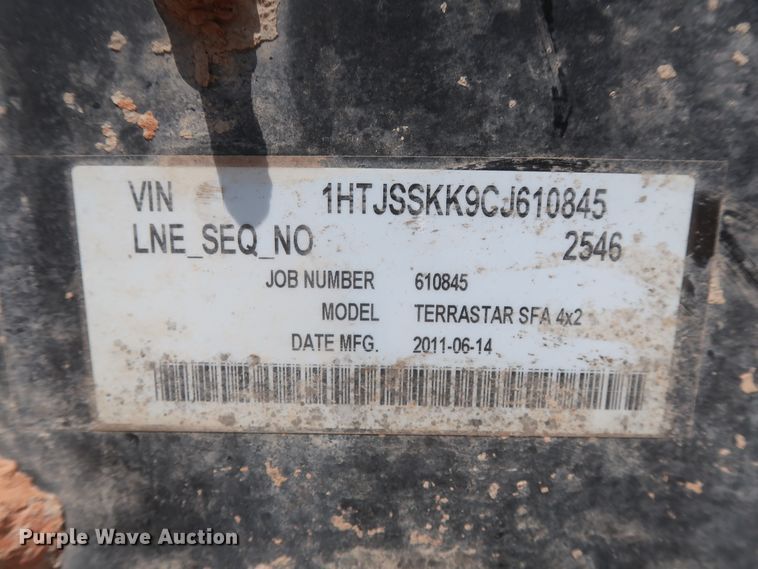 VIN 1HTJSSKK9CJ610845
LNE_SEQ_NO 2546
JOB NUMBER 610845
MODEL TERRASTAR SFA 4x2
DATE MFG. 2011-06-14
Purple Wave Auction